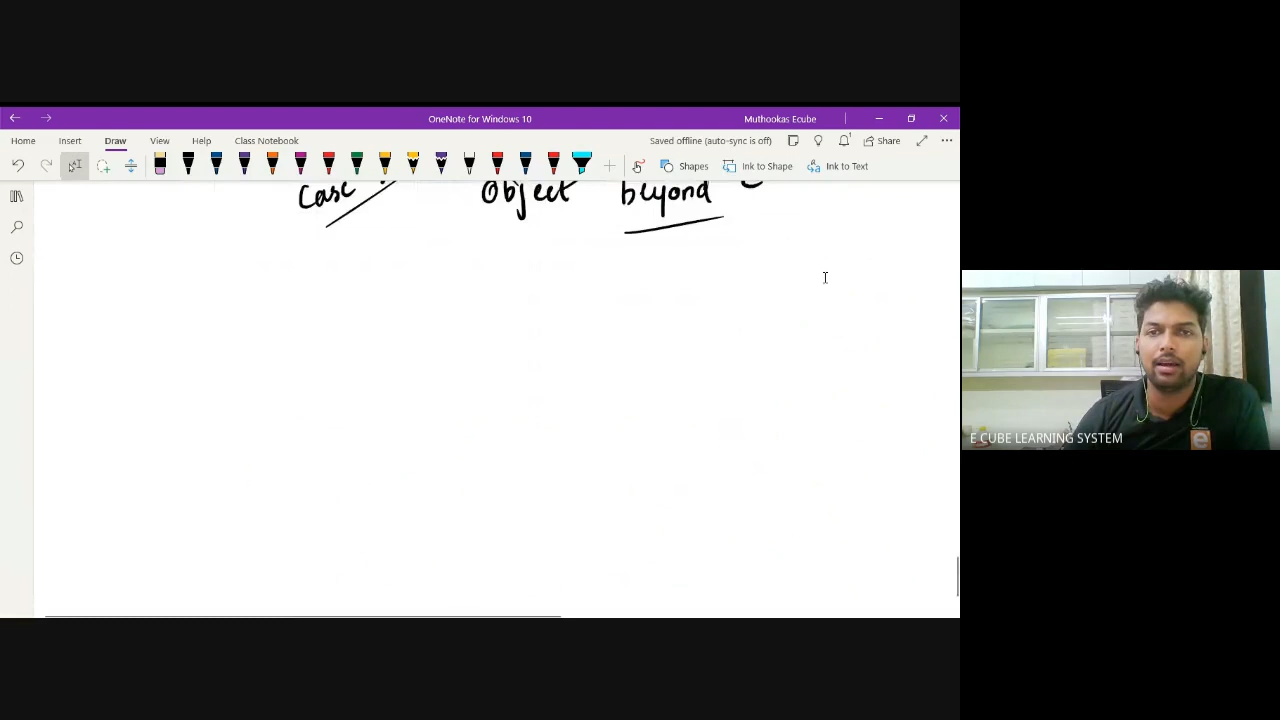 OneNote for Windows 10
Muthookas Ecube
Home Insert Draw View Help Class Notebook
Saved offline (auto-sync is off)
Share
Shapes
Ink to Shape
Ink to Text
Case
Object
beyond
E CUBE LEARNING SYSTEM
e